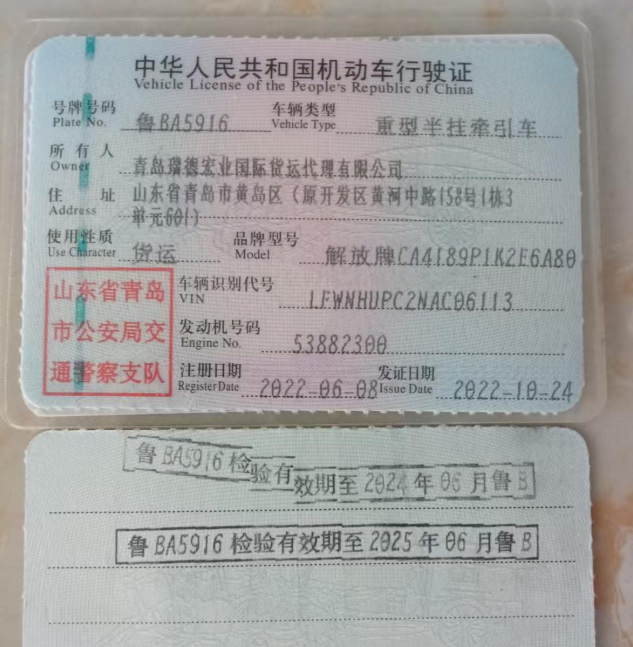 中华人民共和国机动车行驶证
Vehicle License of the People's Republic of China
号牌号码 鲁BA5916 车辆类型 重型半挂牵引车
Plate No. Vehicle Type
所有人 青岛瑞德宏业国际货运代理有限公司
Owner
住址 山东省青岛市黄岛区（原开发区黄河中路158号1栋3
Address 单元601）
使用性质 货运 品牌型号 解放牌CA4189P1K2E6A80
Use Character Model
山东省青岛
市公安局交
通警察支队
车辆识别代号 LFWNHUPC2NAC06113
VIN
发动机号码 53882300
Engine No.
注册日期 2022-06-08 发证日期 2022-10-24
Register Date Issue Date
鲁BA5916 检验有效期至2024年06月鲁B
鲁BA5916 检验有效期至2025年06月鲁B